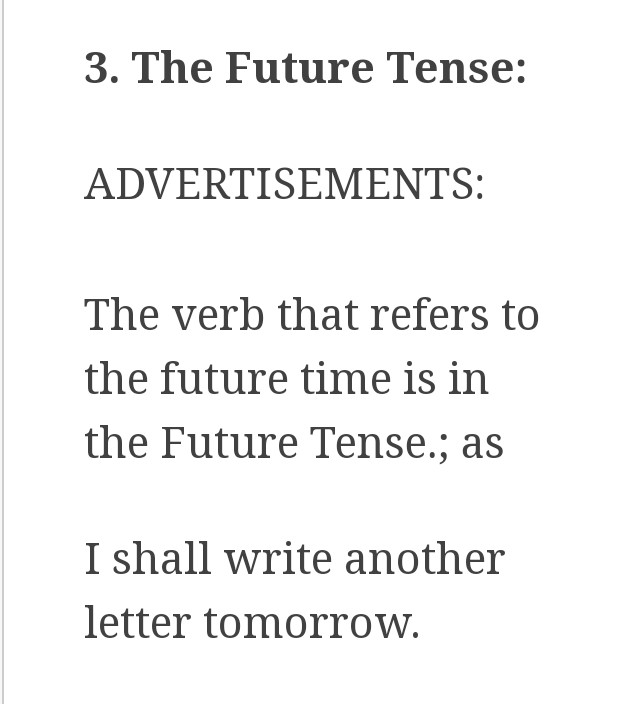 3. The Future Tense:
ADVERTISEMENTS:
The verb that refers to
the future time is in
the Future Tense.; as
I shall write another
letter tomorrow.